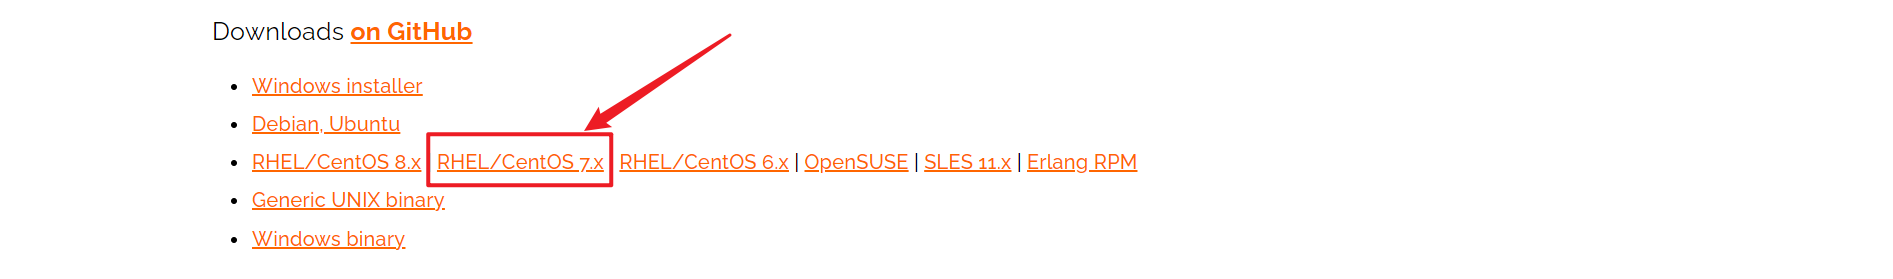 Downloads on GitHub
Windows installer
Debian, Ubuntu
RHEL/CentOS 8.x RHEL/CentOS 7.x RHEL/CentOS 6.x | OpenSUSE | SLES 11.x | Erlang RPM
Generic UNIX binary
Windows binary